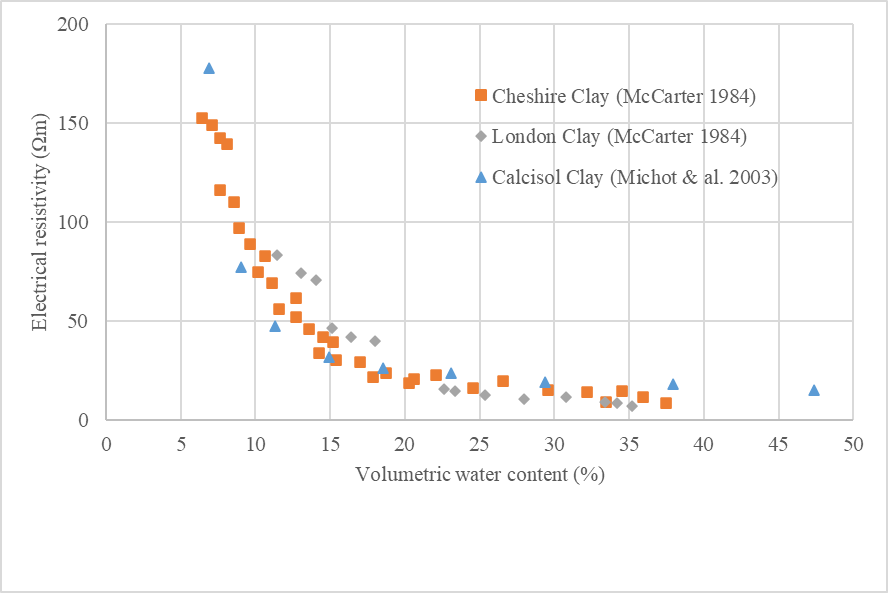 200
150
100
50
0
Electrical resistivity (Ωm)
Cheshire Clay (McCarter 1984)
London Clay (McCarter 1984)
Calcisol Clay (Michot & al. 2003)
0 5 10 15 20 25 30 35 40 45 50
Volumetric water content (%)